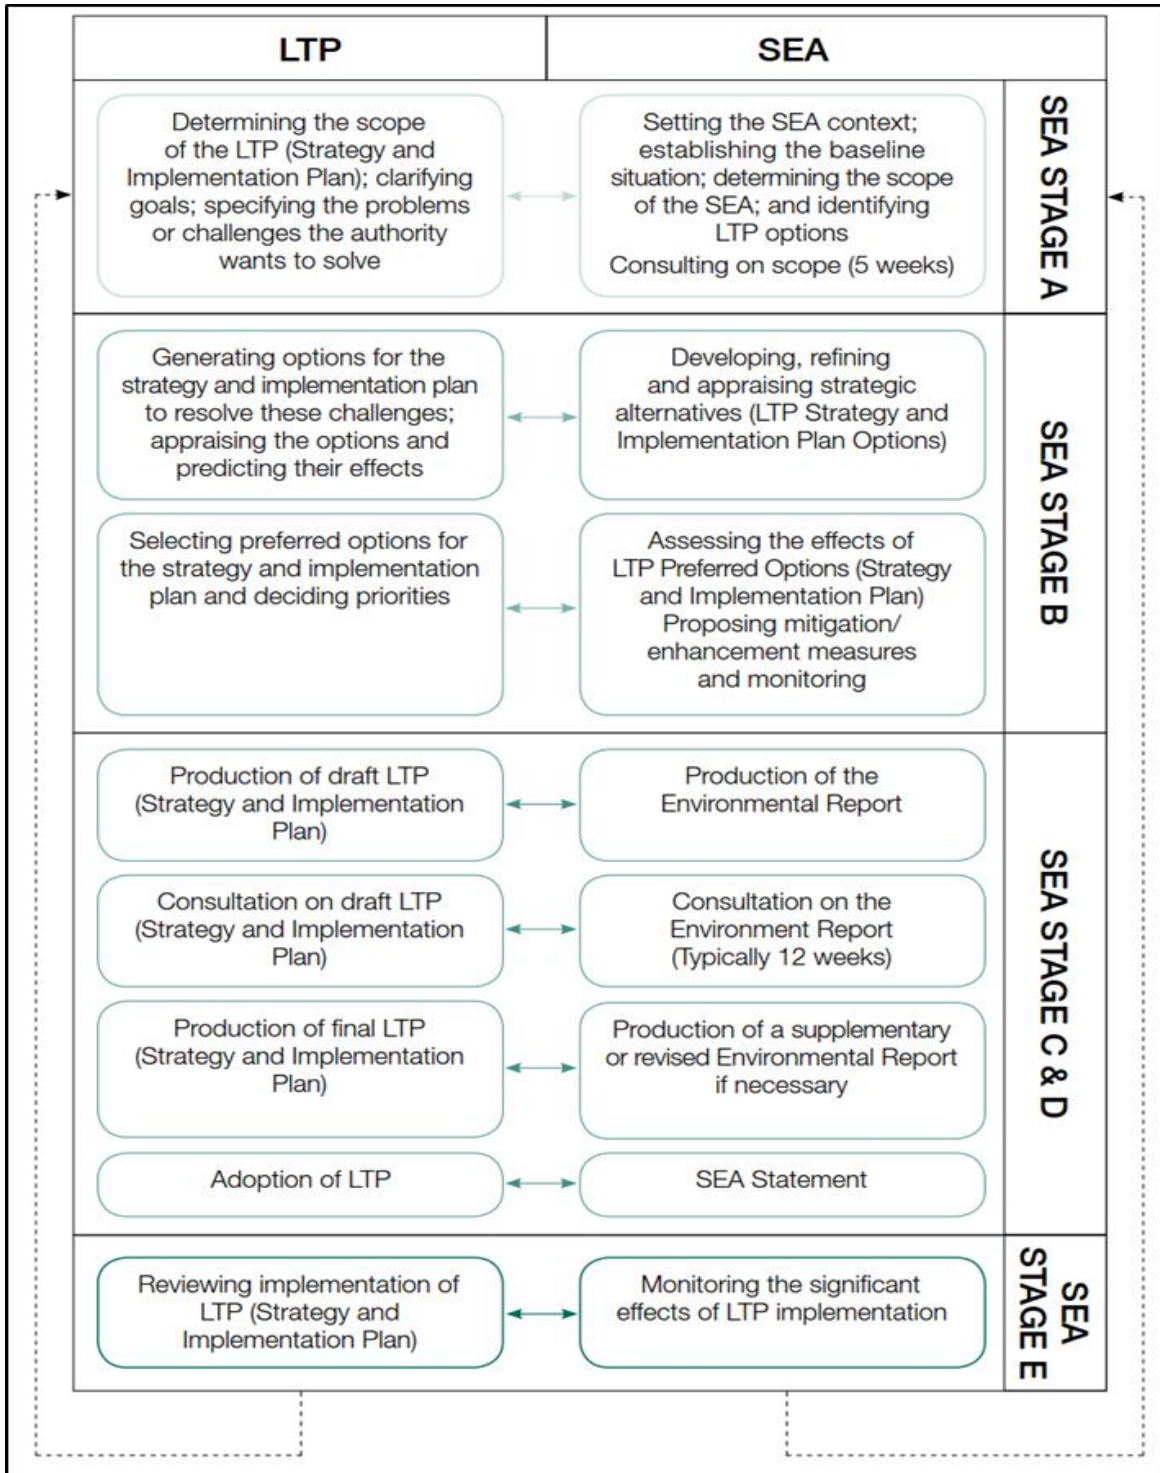 LTP
SEA
Determining the scope
of the LTP (Strategy and
Implementation Plan); clarifying
goals; specifying the problems
or challenges the authority
wants to solve
Setting the SEA context;
establishing the baseline
situation; determining the scope
of the SEA; and identifying
LTP options
Consulting on scope (5 weeks)
SEA STAGE A
Generating options for the
strategy and implementation plan
to resolve these challenges;
appraising the options and
predicting their effects
Developing, refining
and appraising strategic
alternatives (LTP Strategy and
Implementation Plan Options)
Selecting preferred options for
the strategy and implementation
plan and deciding priorities
Assessing the effects of
LTP Preferred Options (Strategy
and Implementation Plan)
Proposing mitigation/
enhancement measures
and monitoring
SEA STAGE B
Production of draft LTP
(Strategy and Implementation
Plan)
Production of the
Environmental Report
Consultation on draft LTP
(Strategy and Implementation
Plan)
Consultation on the
Environment Report
(Typically 12 weeks)
Production of final LTP
(Strategy and Implementation
Plan)
Production of a supplementary
or revised Environmental Report
if necessary
Adoption of LTP
SEA Statement
SEA STAGE C & D
Reviewing implementation of
LTP (Strategy and
Implementation Plan)
Monitoring the significant
effects of LTP implementation
SEA
STAGE E